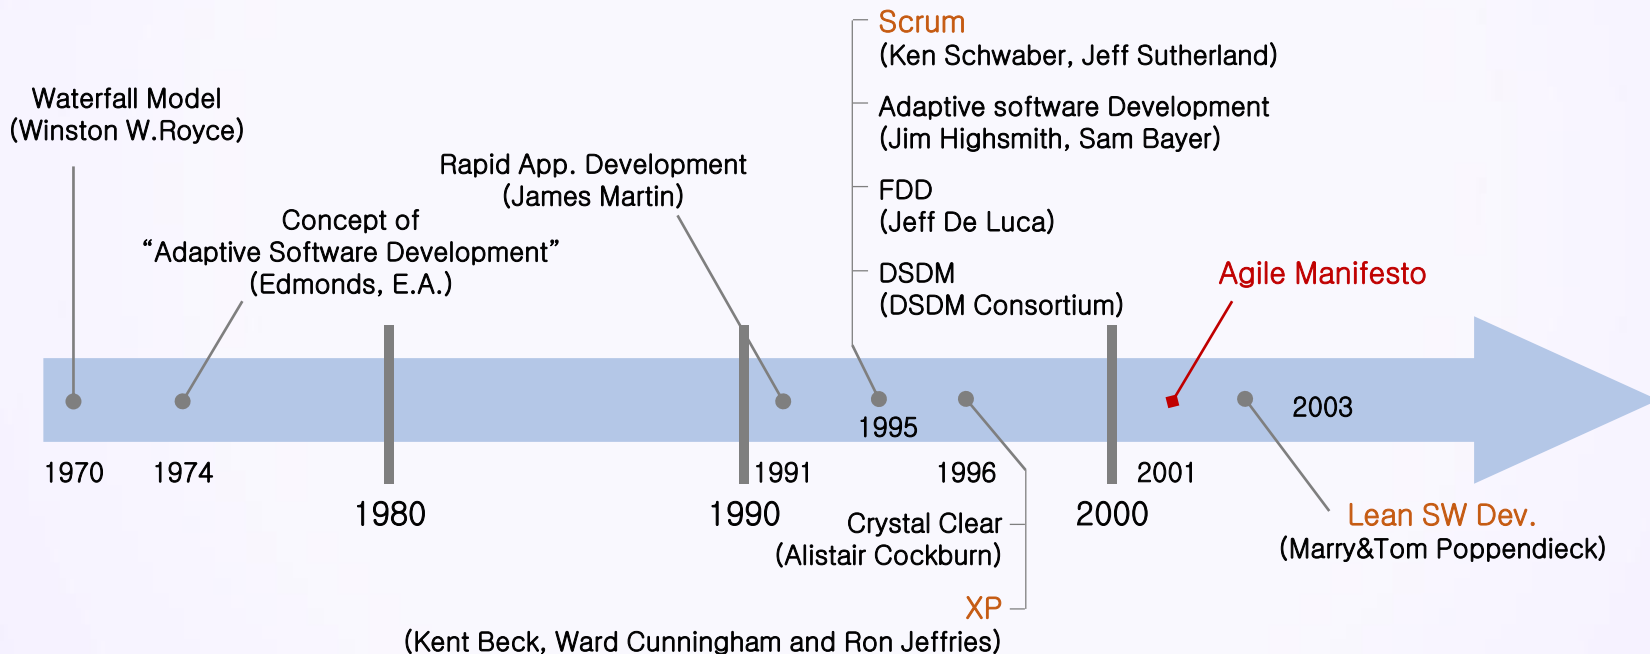 Waterfall Model
(Winston W.Royce)
Concept of
“Adaptive Software Development”
(Edmonds, E.A.)
Rapid App. Development
(James Martin)
Scrum
(Ken Schwaber, Jeff Sutherland)
Adaptive software Development
(Jim Highsmith, Sam Bayer)
FDD
(Jeff De Luca)
DSDM
(DSDM Consortium)
Agile Manifesto
1970
1974
1980
1990
1991
1995
1996
2000
2001
2003
Crystal Clear
(Alistair Cockburn)
XP
(Kent Beck, Ward Cunningham and Ron Jeffries)
Lean SW Dev.
(Marry&Tom Poppendieck)